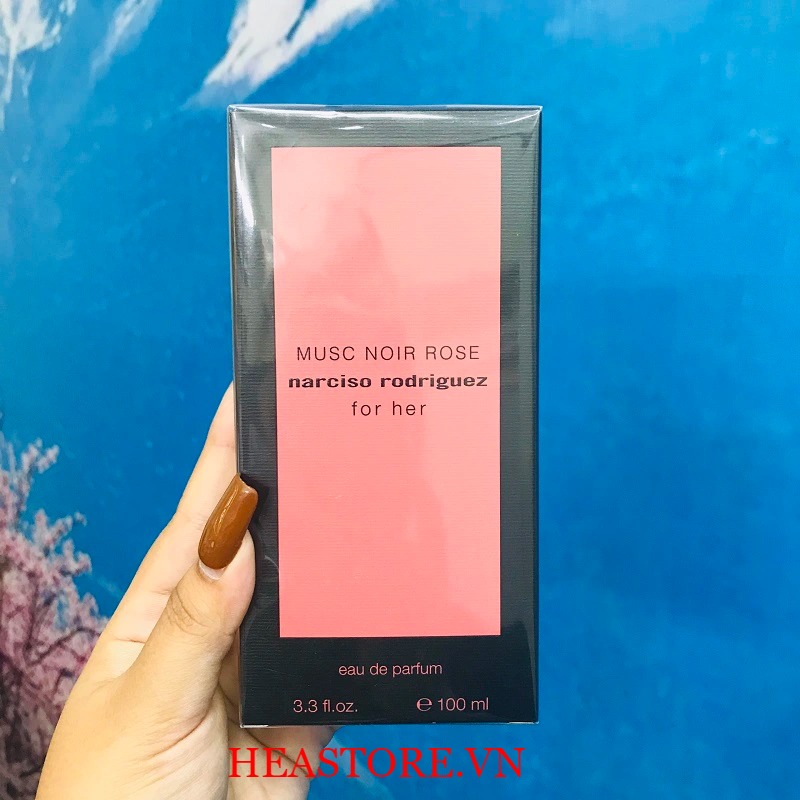 MUSC NOIR ROSE
narciso rodriguez
for her
eau de parfum
3.3 fl.oz. ℮ 100 ml
HEASTORE.VN